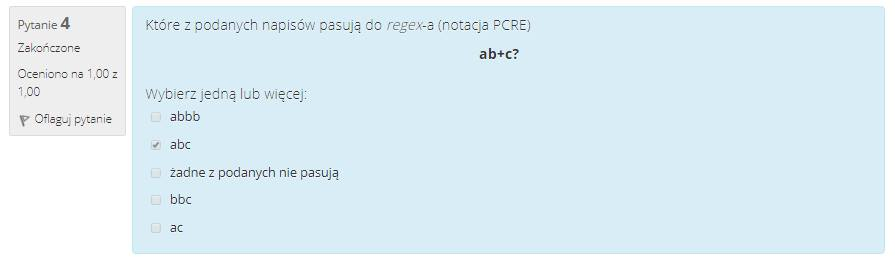 Pytanie 4
Zakończone
Oceniono na 1,00 z
1,00
Oflaguj pytanie
Które z podanych napisów pasują do regex-a (notacja PCRE)
ab+c?
Wybierz jedną lub więcej:
abbb
abc
żadne z podanych nie pasują
bbc
ac